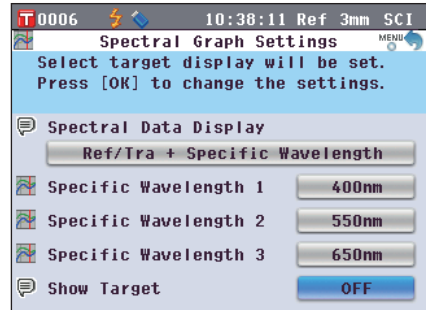 T0006 10:38:11 Ref 3mm SCI
Spectral Graph Settings MENU
Select target display will be set.
Press [OK] to change the settings.
Spectral Data Display
Ref/Tra + Specific Wavelength
Specific Wavelength 1 400nm
Specific Wavelength 2 550nm
Specific Wavelength 3 650nm
Show Target OFF